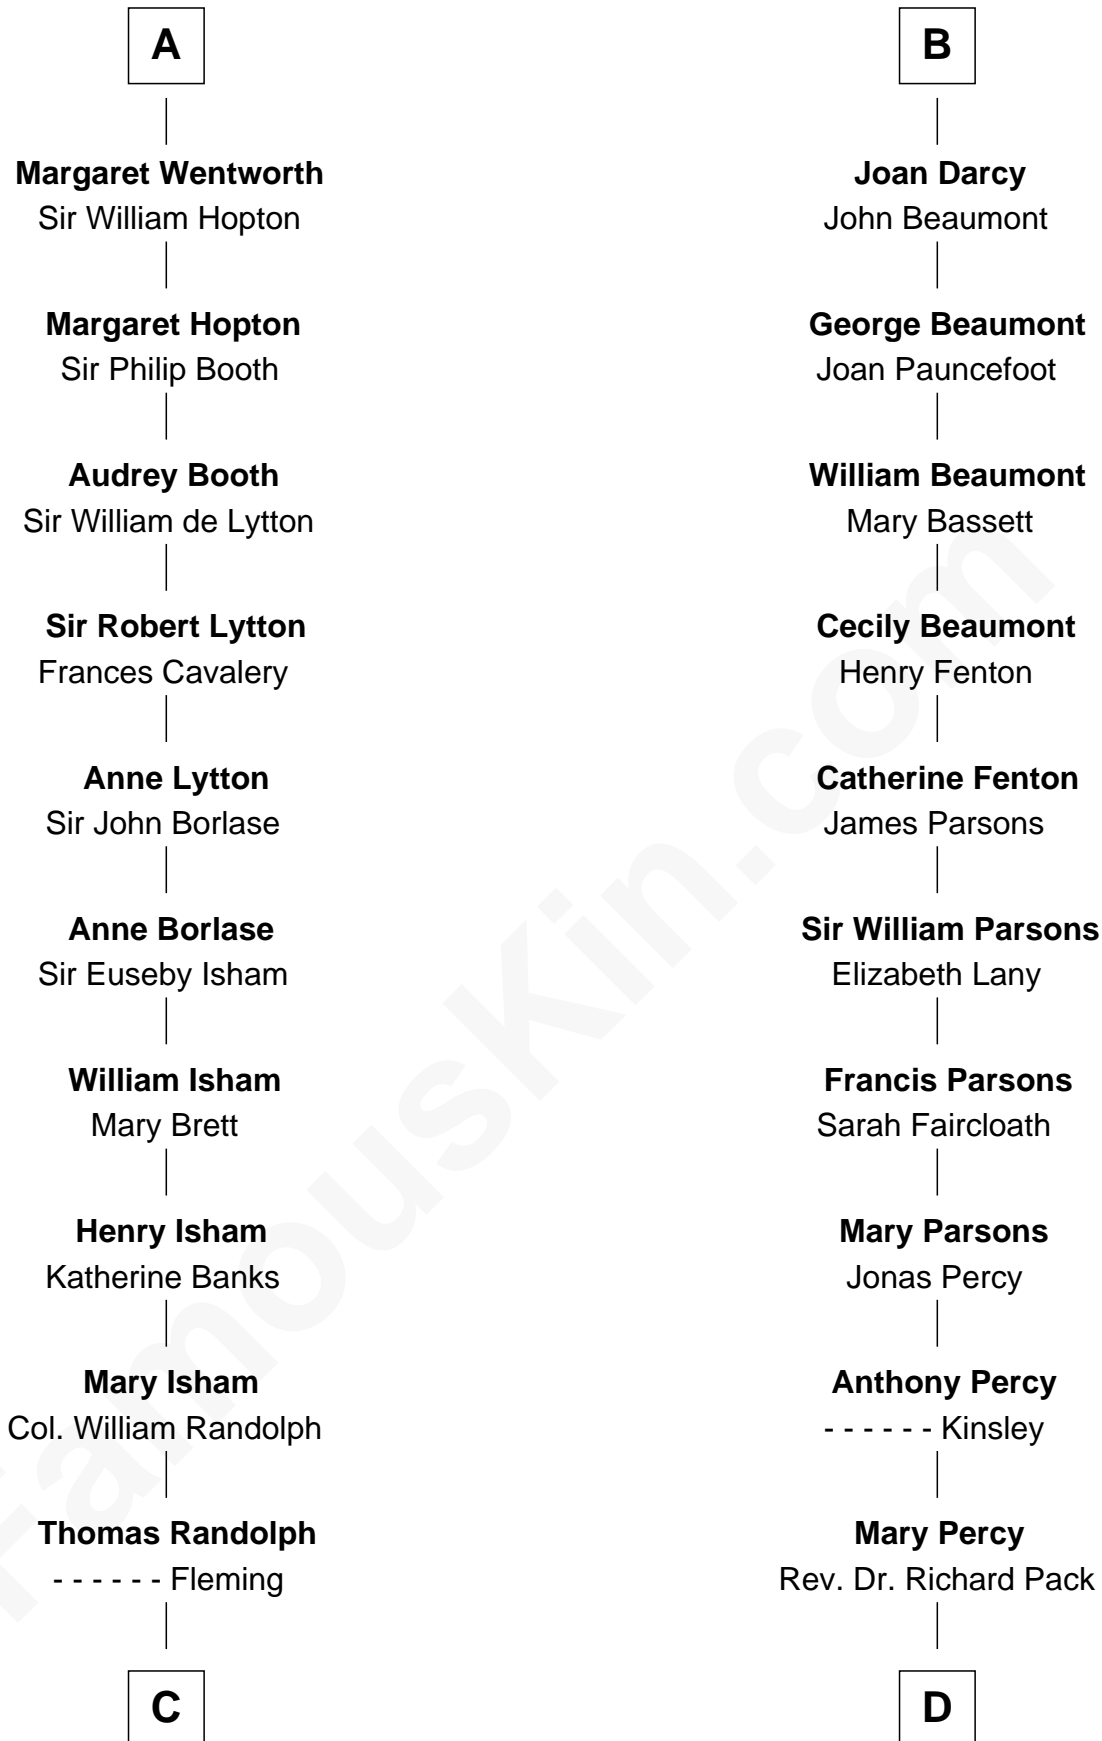 A
Margaret Wentworth
Sir William Hopton
Margaret Hopton
Sir Philip Booth
Audrey Booth
Sir William de Lytton
Sir Robert Lytton
Frances Cavalery
Anne Lytton
Sir John Borlase
Anne Borlase
Sir Euseby Isham
William Isham
Mary Brett
Henry Isham
Katherine Banks
Mary Isham
Col. William Randolph
Thomas Randolph
- - - - - - Fleming
C
B
Joan Darcy
John Beaumont
George Beaumont
Joan Pauncefoot
William Beaumont
Mary Bassett
Cecily Beaumont
Henry Fenton
Catherine Fenton
James Parsons
Sir William Parsons
Elizabeth Lany
Francis Parsons
Sarah Faircloath
Mary Parsons
Jonas Percy
Anthony Percy
- - - - - - Kinsley
Mary Percy
Rev. Dr. Richard Pack
D
FamousKin.com